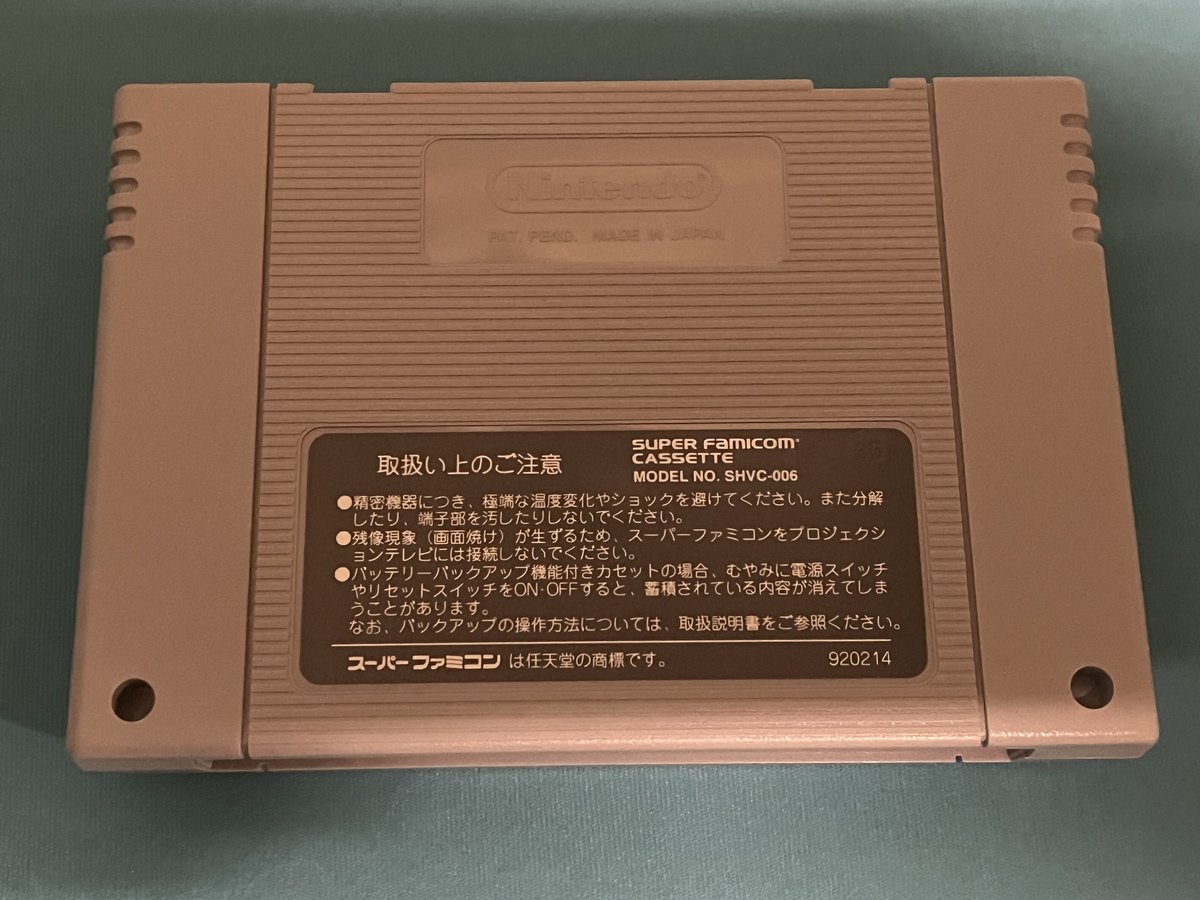 Nintendo®
PAT. PEND. MADE IN JAPAN
取扱い上のご注意
SUPER FAMICOM®
CASSETTE
MODEL NO. SHVC-006
●精密機器につき、極端な温度変化やショックを避けてください。また分解
したり、端子部を汚したりしないでください。
●残像現象（画面焼け）が生ずるため、スーパーファミコンをプロジェクシ
ョンテレビには接続しないでください。
●バッテリーバックアップ機能付きカセットの場合、むやみに電源スイッチ
やリセットスイッチをON·OFFすると、蓄積されている内容が消えてしま
うことがあります。
なお、バックアップの操作方法については、取扱説明書をご参照ください。
スーパーファミコンは任天堂の商標です。
920214